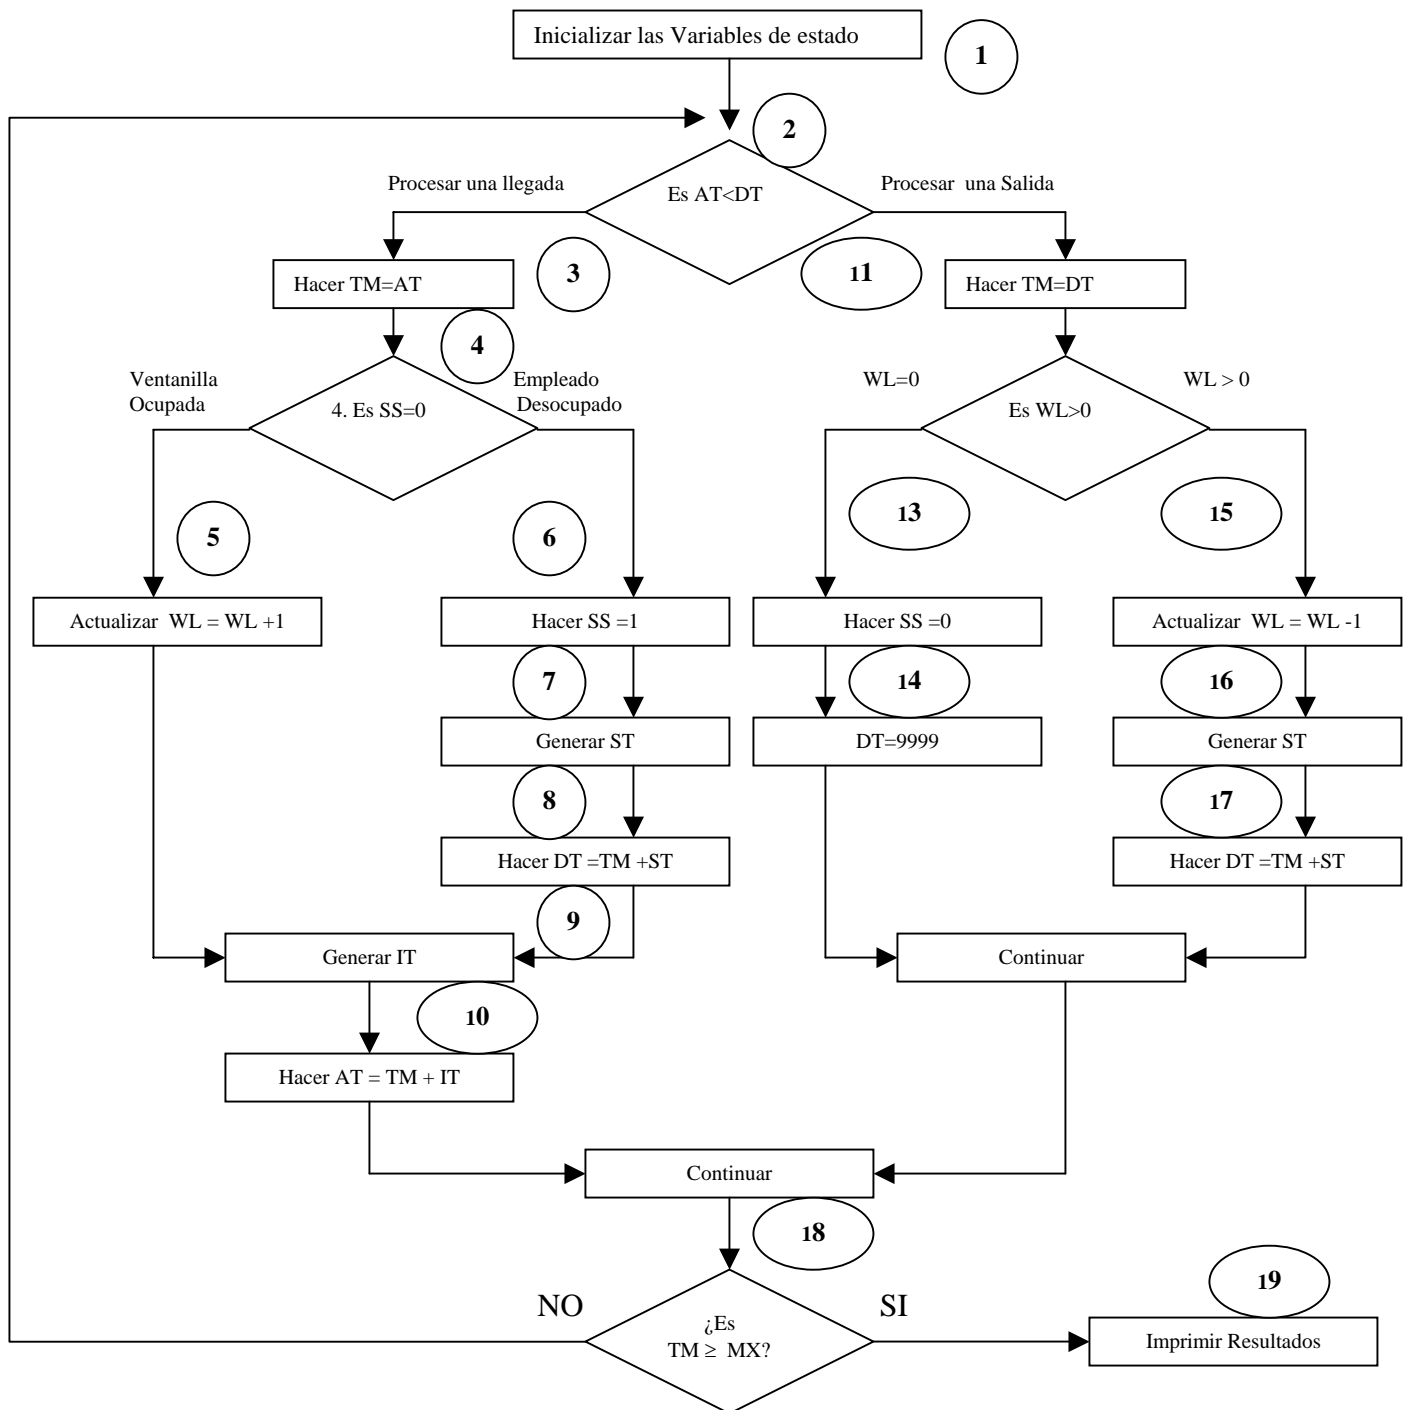 Inicializar las Variables de estado
1
2
Procesar una llegada
Es AT<DT
Procesar una Salida
3
11
Hacer TM=AT
Hacer TM=DT
4
Ventanilla
Ocupada
4. Es SS=0
Empleado
Desocupado
WL=0
Es WL>0
WL > 0
5
6
13
15
Actualizar WL = WL +1
Hacer SS =1
Hacer SS =0
Actualizar WL = WL -1
7
14
16
Generar ST
DT=9999
Generar ST
8
17
Hacer DT =TM +ST
Hacer DT =TM +ST
9
Generar IT
Continuar
10
Hacer AT = TM + IT
Continuar
18
19
NO
¿Es
TM ≥ MX?
SI
Imprimir Resultados